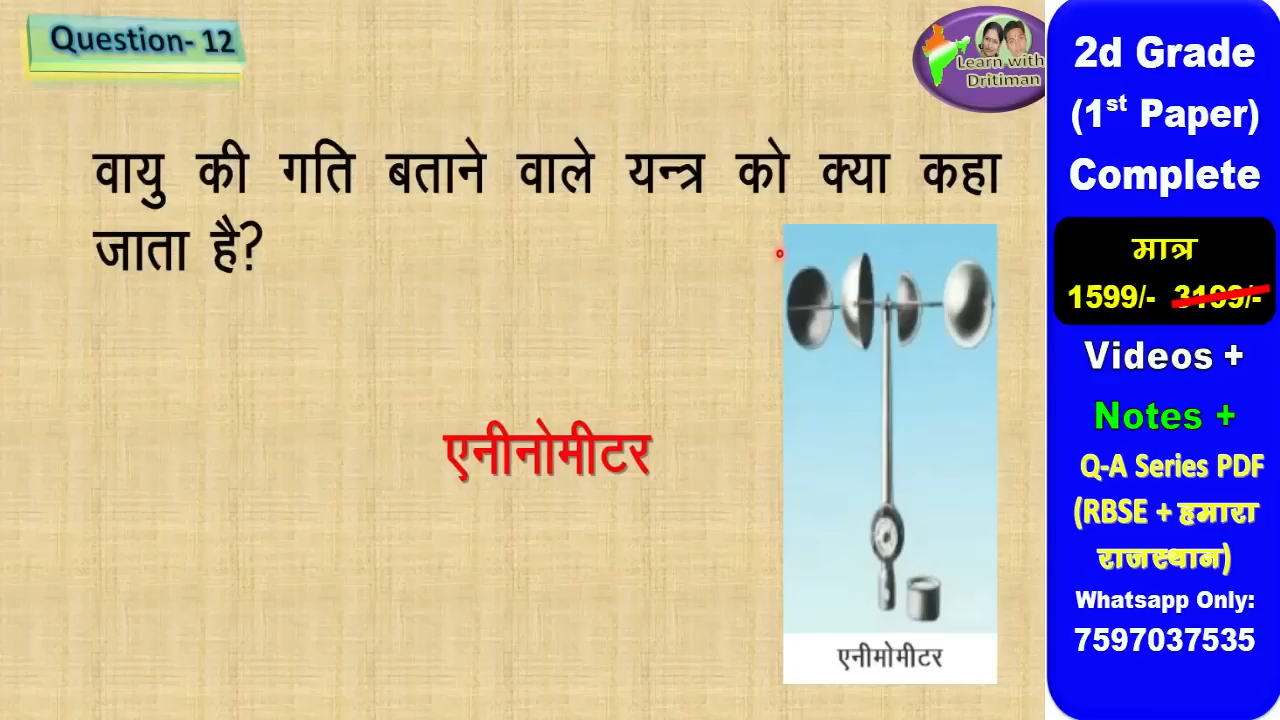 Question- 12
Learn with
Dritiman
वायु की गति बताने वाले यन्त्र को क्या कहा
जाता है?
एनीनोमीटर
एनीमोमीटर
2d Grade
(1st Paper)
Complete
मात्र
1599/- 3199/-
Videos +
Notes +
Q-A Series PDF
(RBSE + हमारा
राजस्थान)
Whatsapp Only:
7597037535